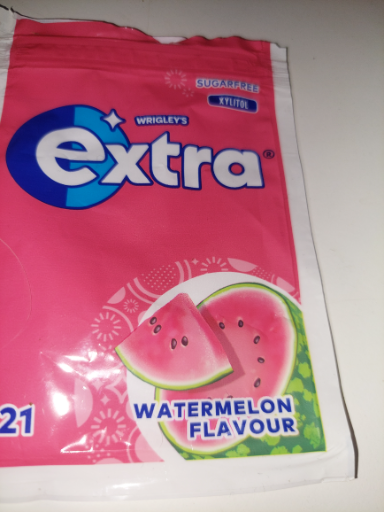 SUGARFREE
XYLITOL
WRIGLEY'S
extra®
21
WATERMELON
FLAVOUR